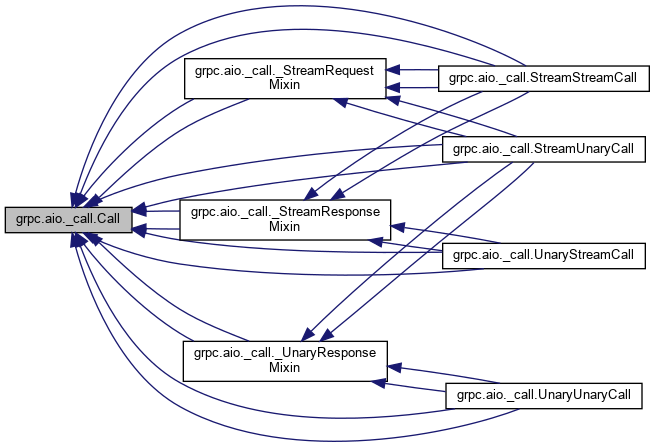 grpc.aio._call._StreamRequest
Mixin
grpc.aio._call.StreamStreamCall
grpc.aio._call.StreamUnaryCall
grpc.aio._call.Call
grpc.aio._call._StreamResponse
Mixin
grpc.aio._call.UnaryStreamCall
grpc.aio._call._UnaryResponse
Mixin
grpc.aio._call.UnaryUnaryCall